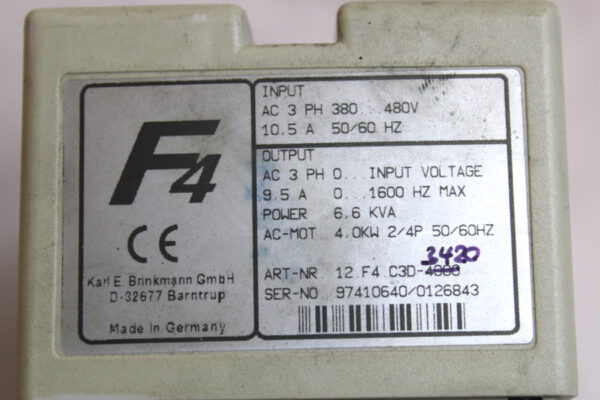 F4
CE
Karl E. Brinkmann GmbH
D-32677 Barntrup
Made in Germany
INPUT
AC 3 PH 380...480V
10.5 A 50/60 HZ
OUTPUT
AC 3 PH 0... INPUT VOLTAGE
9.5 A 0... 1600 HZ MAX
POWER 6.6 KVA
AC-MOT 4.0KW 2/4P 50/60HZ
3420
ART-NR. 12.F4.C3D-4000
SER-NO. 97410640/0126843